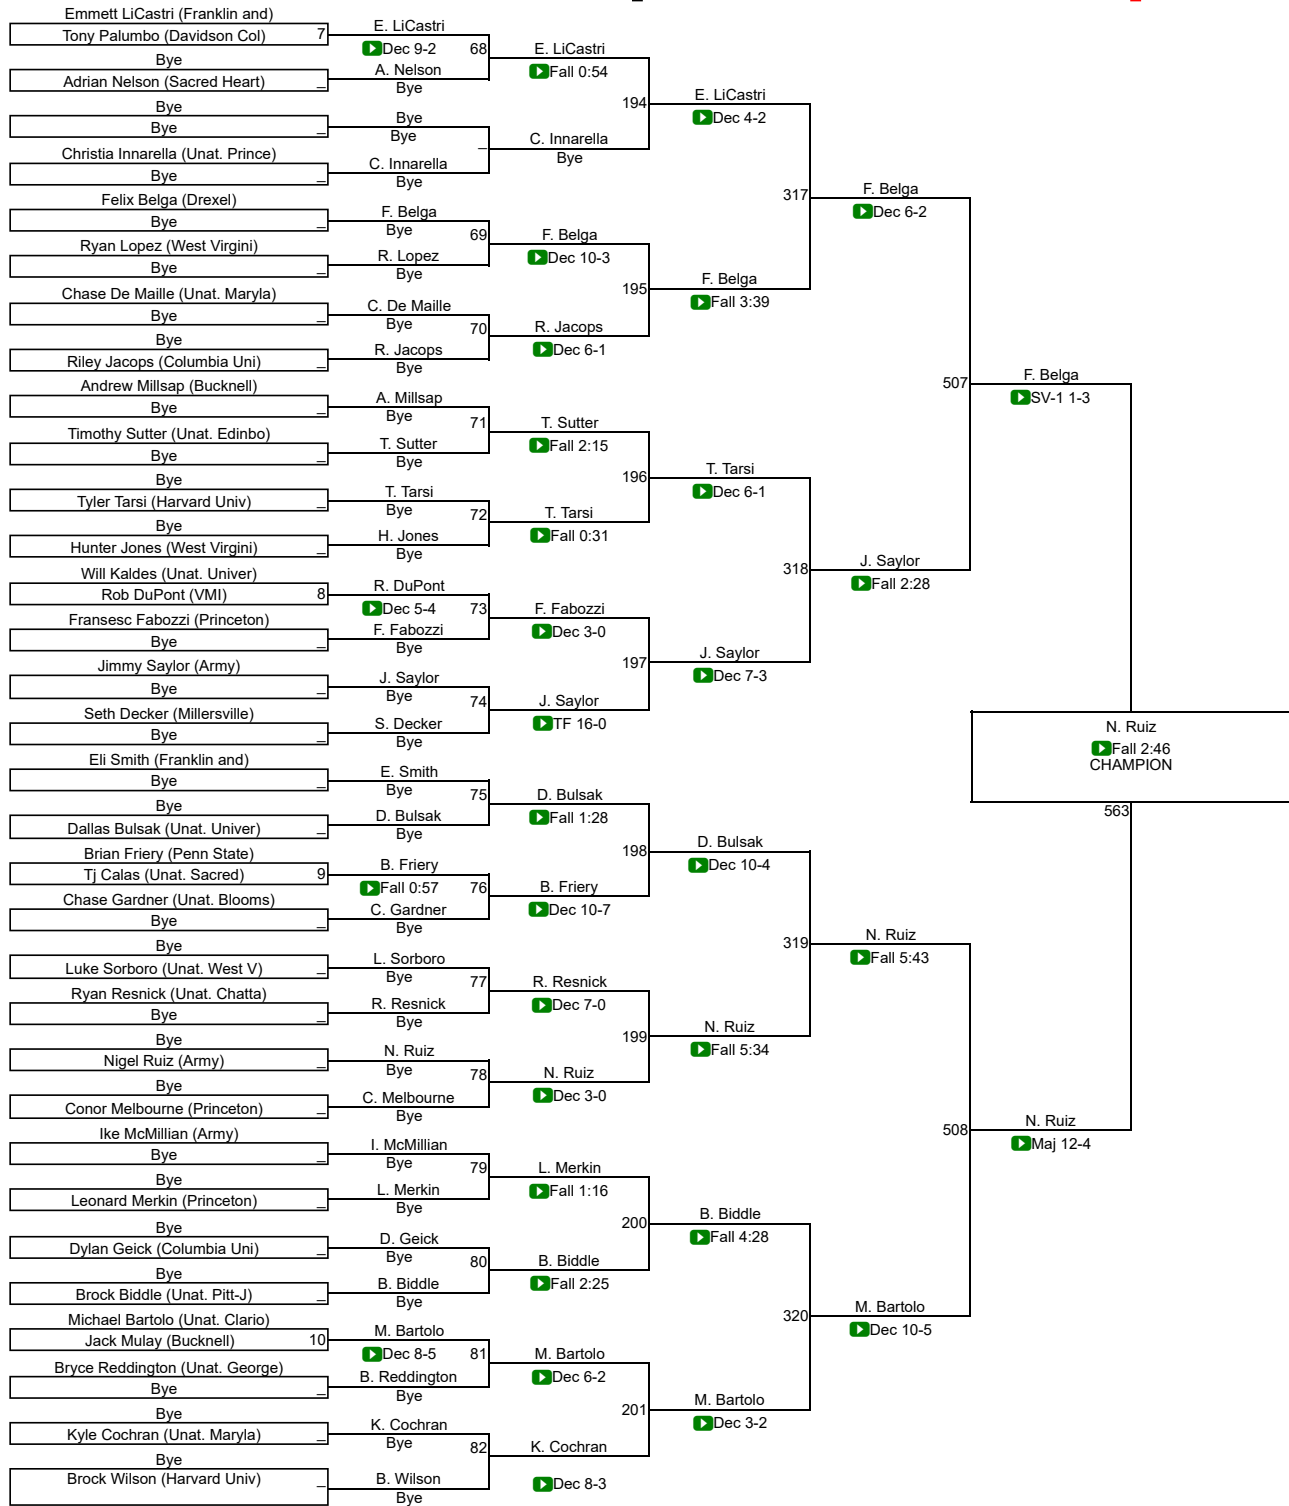 Emmett LiCastri (Franklin and)
Tony Palumbo (Davidson Col) 7
Bye
Adrian Nelson (Sacred Heart) _
Bye
Bye _
Christia Innarella (Unat. Prince)
Bye _
Felix Belga (Drexel)
Bye _
Ryan Lopez (West Virgini)
Bye _
Chase De Maille (Unat. Maryla)
Bye _
Bye
Riley Jacops (Columbia Uni) _
Andrew Millsap (Bucknell)
Bye _
Timothy Sutter (Unat. Edinbo)
Bye _
Bye
Tyler Tarsi (Harvard Univ) _
Bye
Hunter Jones (West Virgini) _
Will Kaldes (Unat. Univer)
Rob DuPont (VMI) 8
Fransesc Fabozzi (Princeton)
Bye _
Jimmy Saylor (Army)
Bye _
Seth Decker (Millersville)
Bye _
Eli Smith (Franklin and)
Bye _
Bye
Dallas Bulsak (Unat. Univer) _
Brian Friery (Penn State)
Tj Calas (Unat. Sacred) 9
Chase Gardner (Unat. Blooms)
Bye _
Bye
Luke Sorboro (Unat. West V) _
Ryan Resnick (Unat. Chatta)
Bye _
Bye
Nigel Ruiz (Army) _
Bye
Conor Melbourne (Princeton) _
Ike McMillian (Army)
Bye _
Bye
Leonard Merkin (Princeton) _
Bye
Dylan Geick (Columbia Uni) _
Bye
Brock Biddle (Unat. Pitt-J) _
Michael Bartolo (Unat. Clario)
Jack Mulay (Bucknell) 10
Bryce Reddington (Unat. George)
Bye _
Bye
Kyle Cochran (Unat. Maryla) _
Bye
Brock Wilson (Harvard Univ) _
E. LiCastri
Dec 9-2 68
A. Nelson
Bye
Bye
Bye
_
C. Innarella
Bye
F. Belga
Bye 69
R. Lopez
Bye
C. De Maille
Bye 70
R. Jacops
Bye
A. Millsap
Bye 71
T. Sutter
Bye
T. Tarsi
Bye 72
H. Jones
Bye
R. DuPont
Dec 5-4 73
F. Fabozzi
Bye
J. Saylor
Bye 74
S. Decker
Bye
E. Smith
75
D. Bulsak
Bye
B. Friery
Fall 0:57 76
C. Gardner
Bye
L. Sorboro
Bye 77
R. Resnick
Bye
N. Ruiz
Bye 78
C. Melbourne
Bye
I. McMillian
Bye 79
L. Merkin
Bye
D. Geick
Bye 80
B. Biddle
Bye
M. Bartolo
Dec 8-5 81
B. Reddington
Bye
K. Cochran
Bye 82
B. Wilson
Bye
E. LiCastri
Fall 0:54
194
C. Innarella
Bye
F. Belga
Dec 10-3
195
R. Jacops
Dec 6-1
T. Sutter
Fall 2:15
196
T. Tarsi
Fall 0:31
F. Fabozzi
Dec 3-0
197
J. Saylor
TF 16-0
D. Bulsak
Fall 1:28
198
B. Friery
Dec 10-7
R. Resnick
Dec 7-0
199
N. Ruiz
Dec 3-0
L. Merkin
Fall 1:16
200
B. Biddle
Fall 2:25
M. Bartolo
Dec 6-2
201
K. Cochran
Dec 8-3
E. LiCastri
Dec 4-2
317
F. Belga
Fall 3:39
T. Tarsi
Dec 6-1
318
J. Saylor
Dec 7-3
D. Bulsak
Dec 10-4
319
N. Ruiz
Fall 5:34
B. Biddle
Fall 4:28
320
M. Bartolo
Dec 3-2
F. Belga
Dec 6-2
507
J. Saylor
Fall 2:28
N. Ruiz
Fall 5:43
508
M. Bartolo
Dec 10-5
F. Belga
SV-1 1-3
N. Ruiz
Fall 2:46
CHAMPION
563
N. Ruiz
Maj 12-4